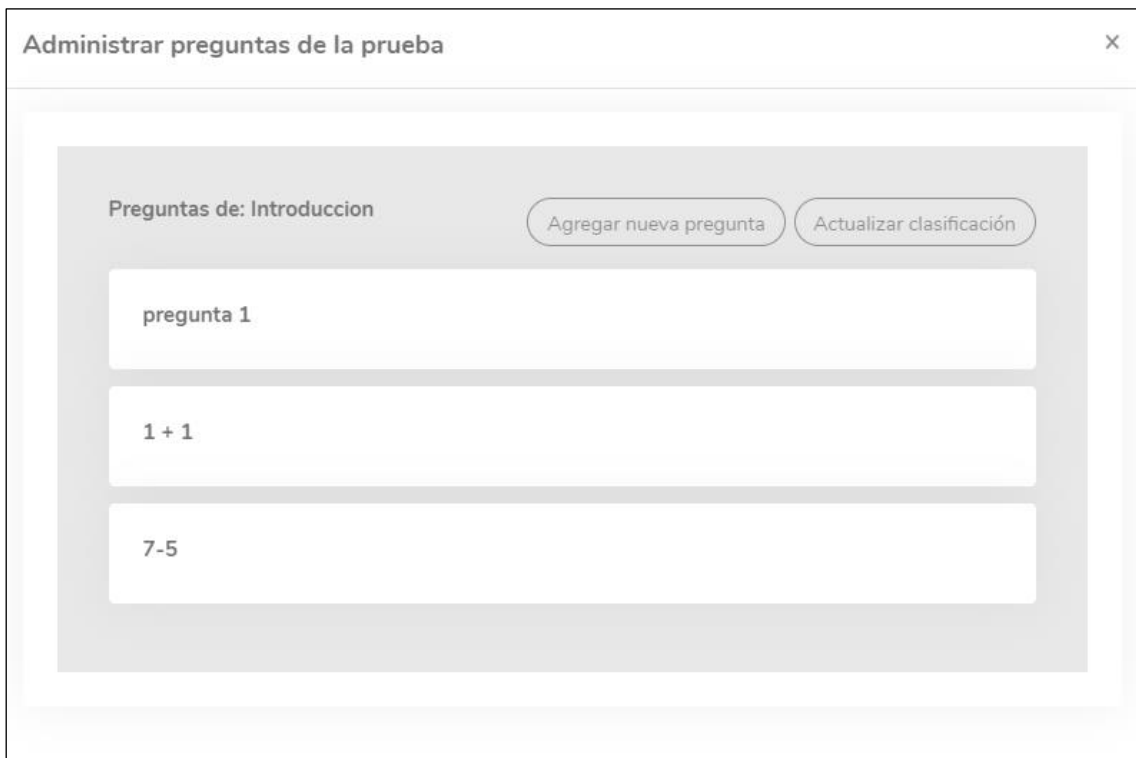 Administrar preguntas de la prueba ×
Preguntas de: Introduccion
Agregar nueva pregunta
Actualizar clasificación
pregunta 1
1 + 1
7-5